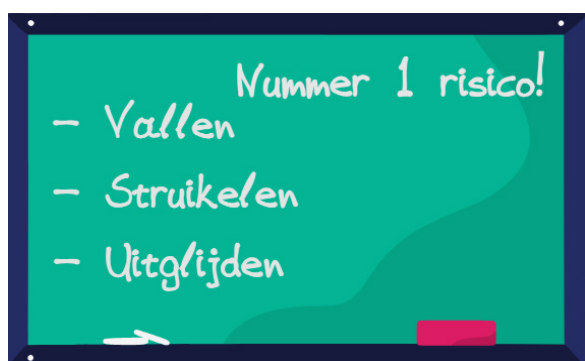 Nummer 1 risico!
- Vallen
- Struikelen
- Uitglijden